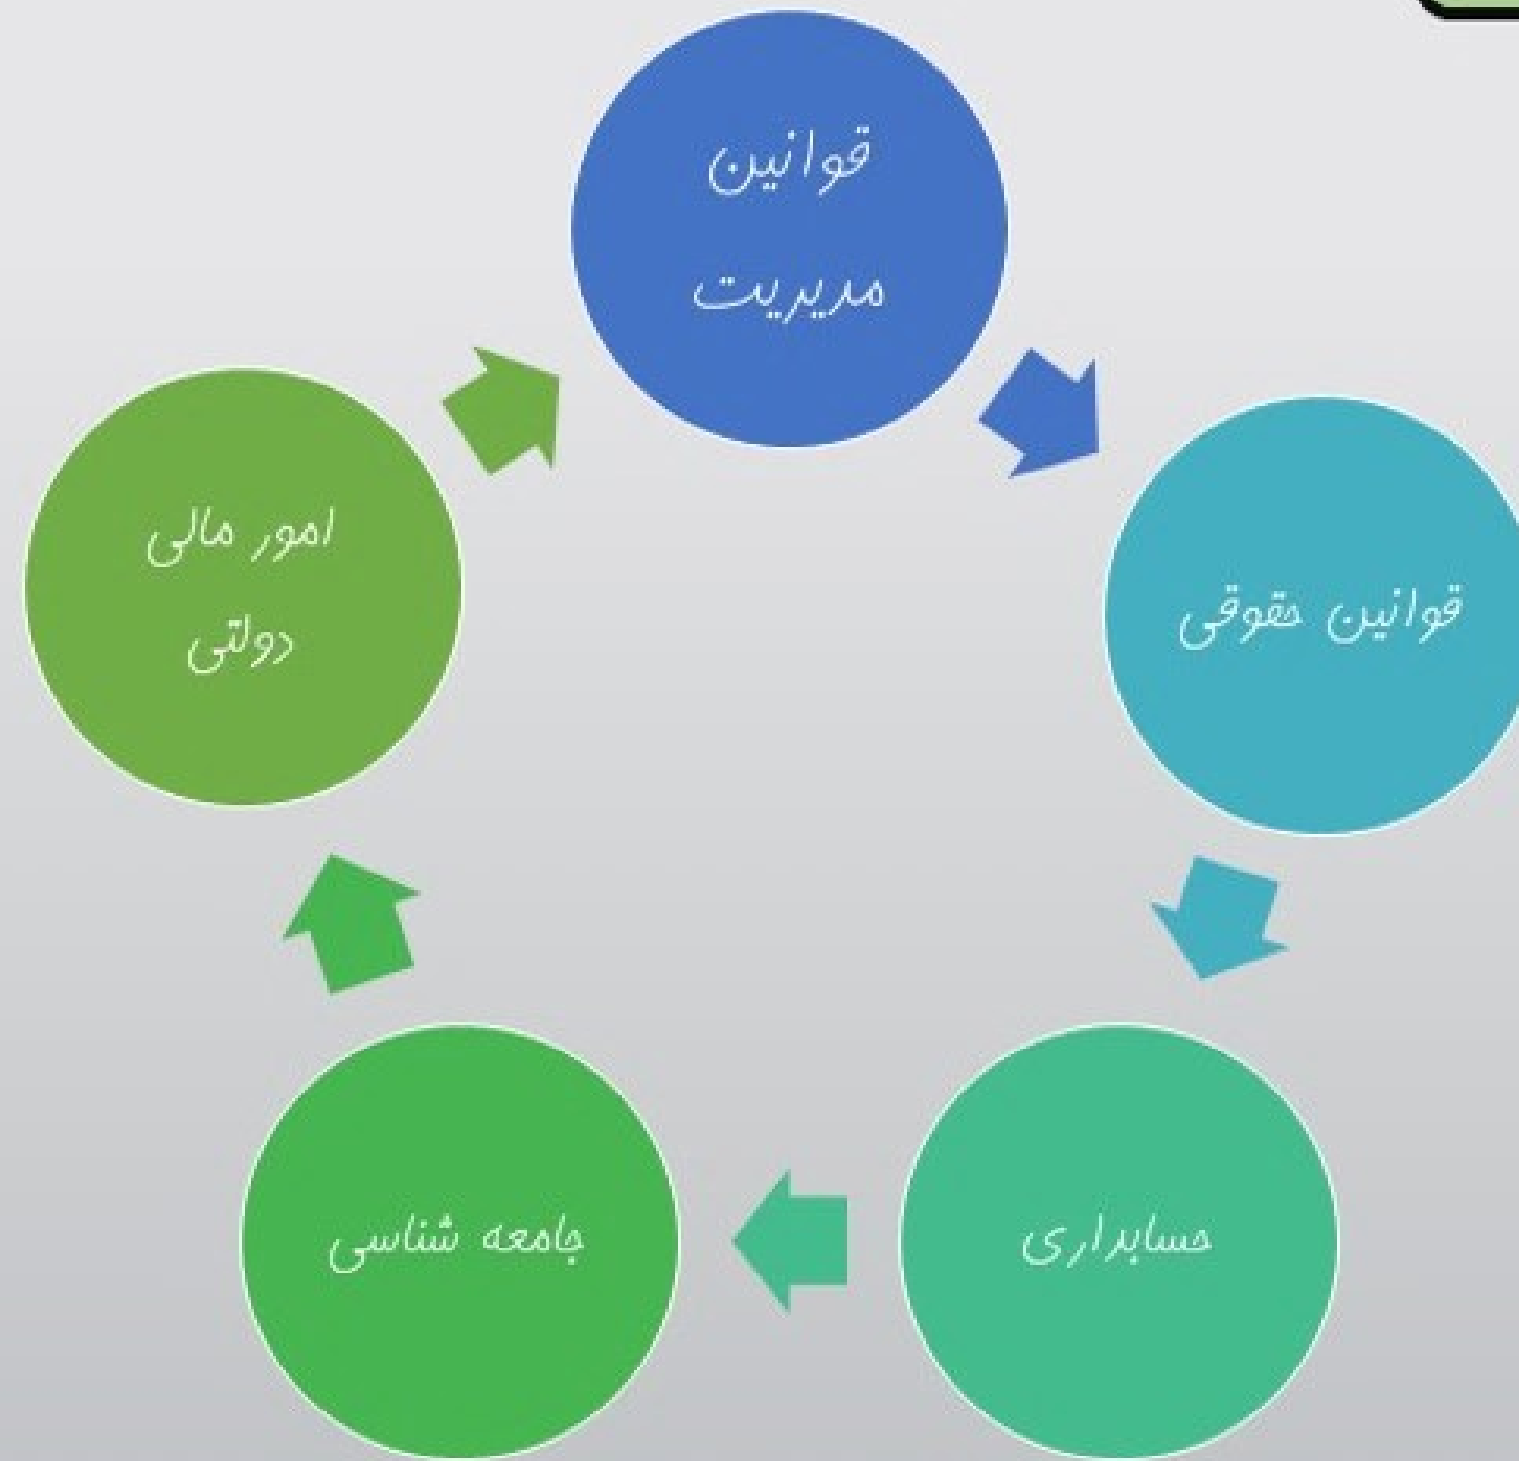 قوانین
مدیریت
قوانین حقوقی
حسابداری
جامعه شناسی
امور مالی
دولتی